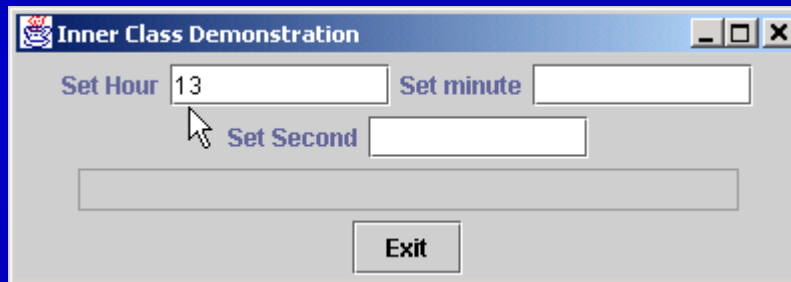 Inner Class Demonstration
Set Hour 13 Set minute
Set Second
Exit